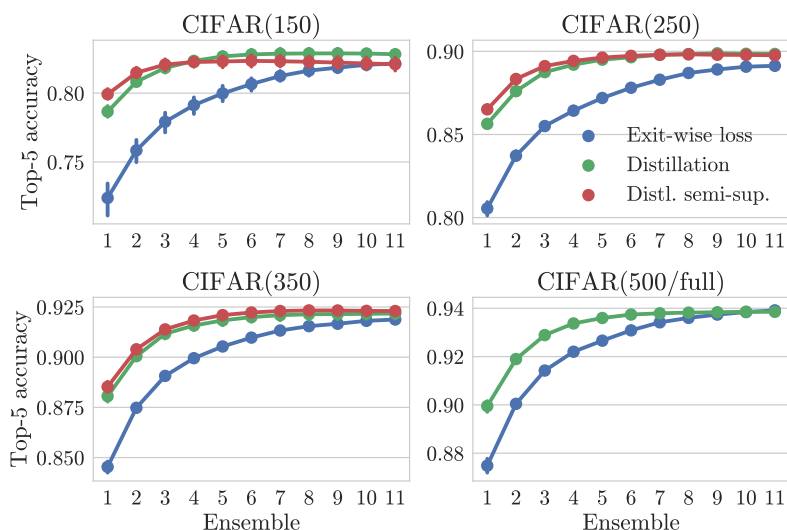 CIFAR(150)
Top-5 accuracy
0.80
0.75
1 2 3 4 5 6 7 8 9 10 11
CIFAR(250)
0.90
0.85
0.80
Exit-wise loss
Distillation
Distl. semi-sup.
1 2 3 4 5 6 7 8 9 10 11
CIFAR(350)
Top-5 accuracy
0.925
0.900
0.875
0.850
1 2 3 4 5 6 7 8 9 10 11
Ensemble
CIFAR(500/full)
0.94
0.92
0.90
0.88
1 2 3 4 5 6 7 8 9 10 11
Ensemble